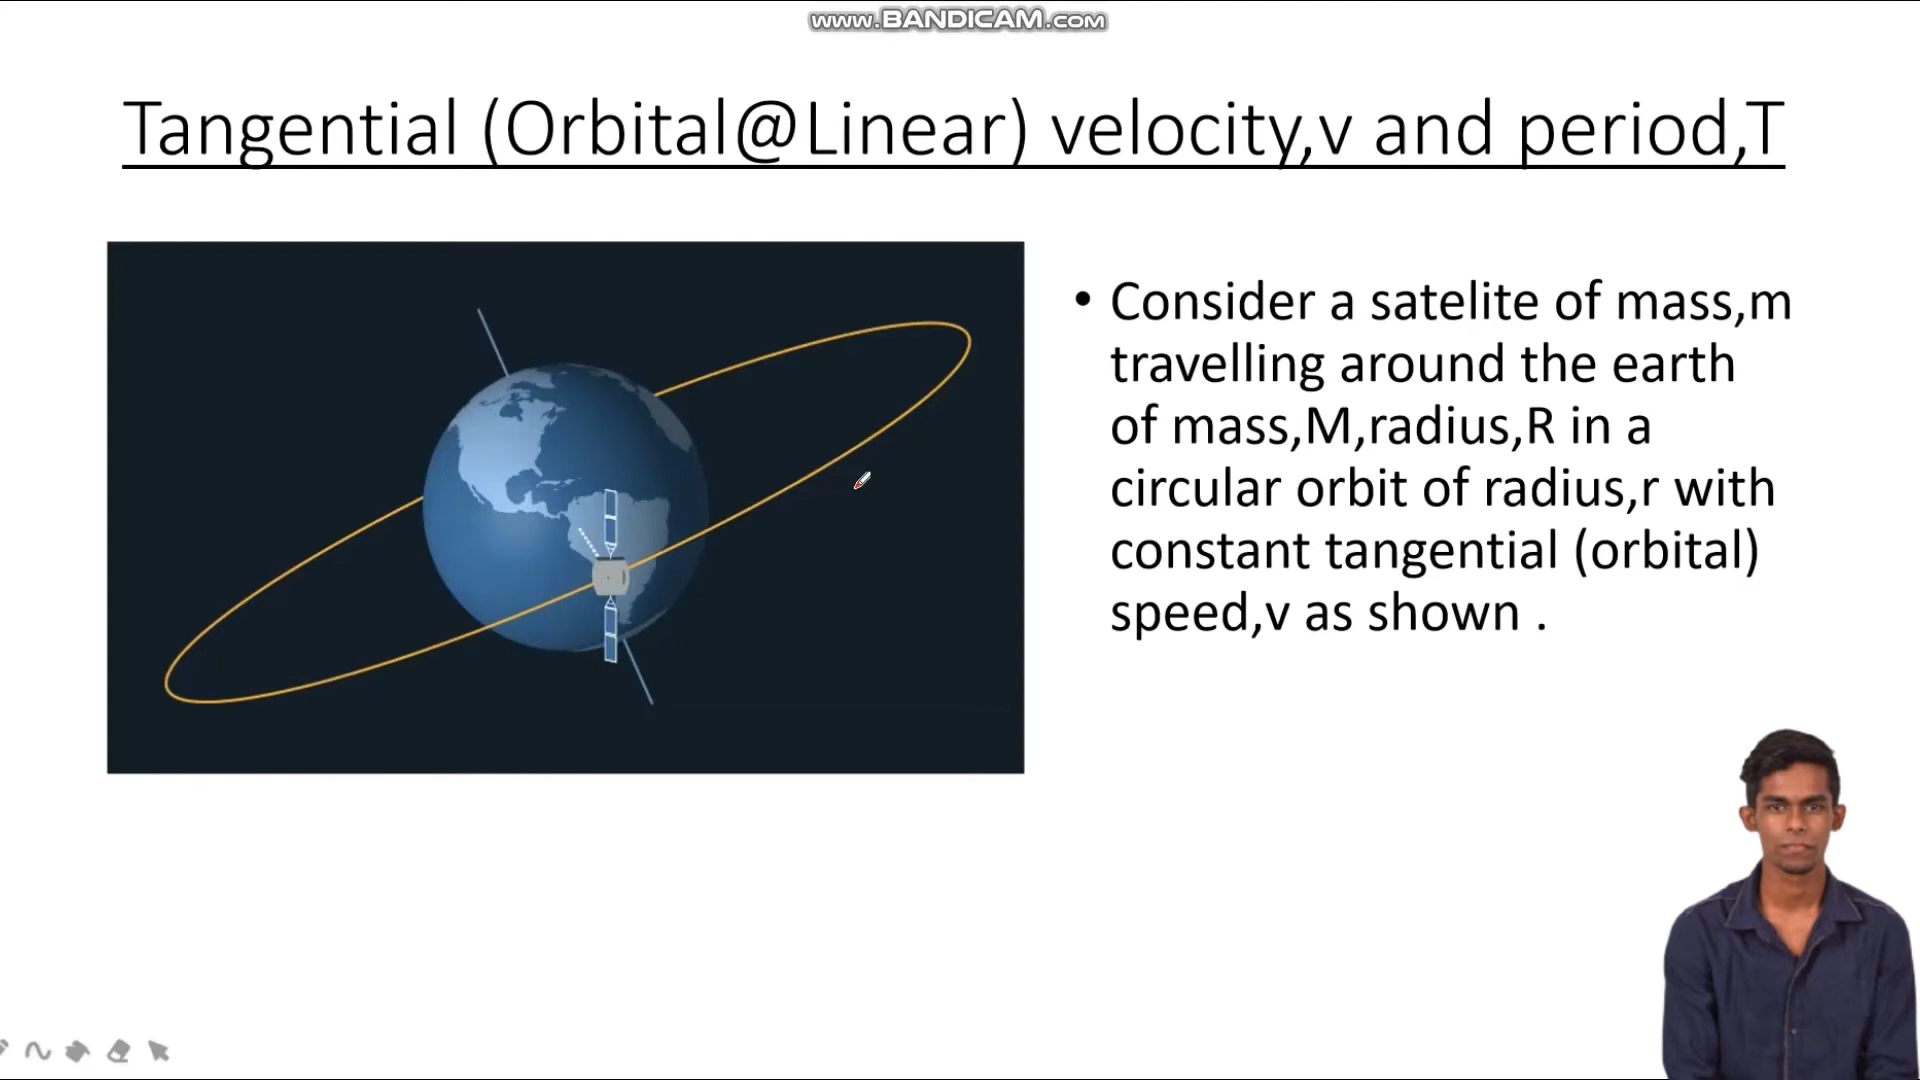 www.BANDICAM.com
Tangential (Orbital@Linear) velocity,v and period,T
• Consider a satelite of mass,m
travelling around the earth
of mass,M,radius,R in a
circular orbit of radius,r with
constant tangential (orbital)
speed,v as shown .